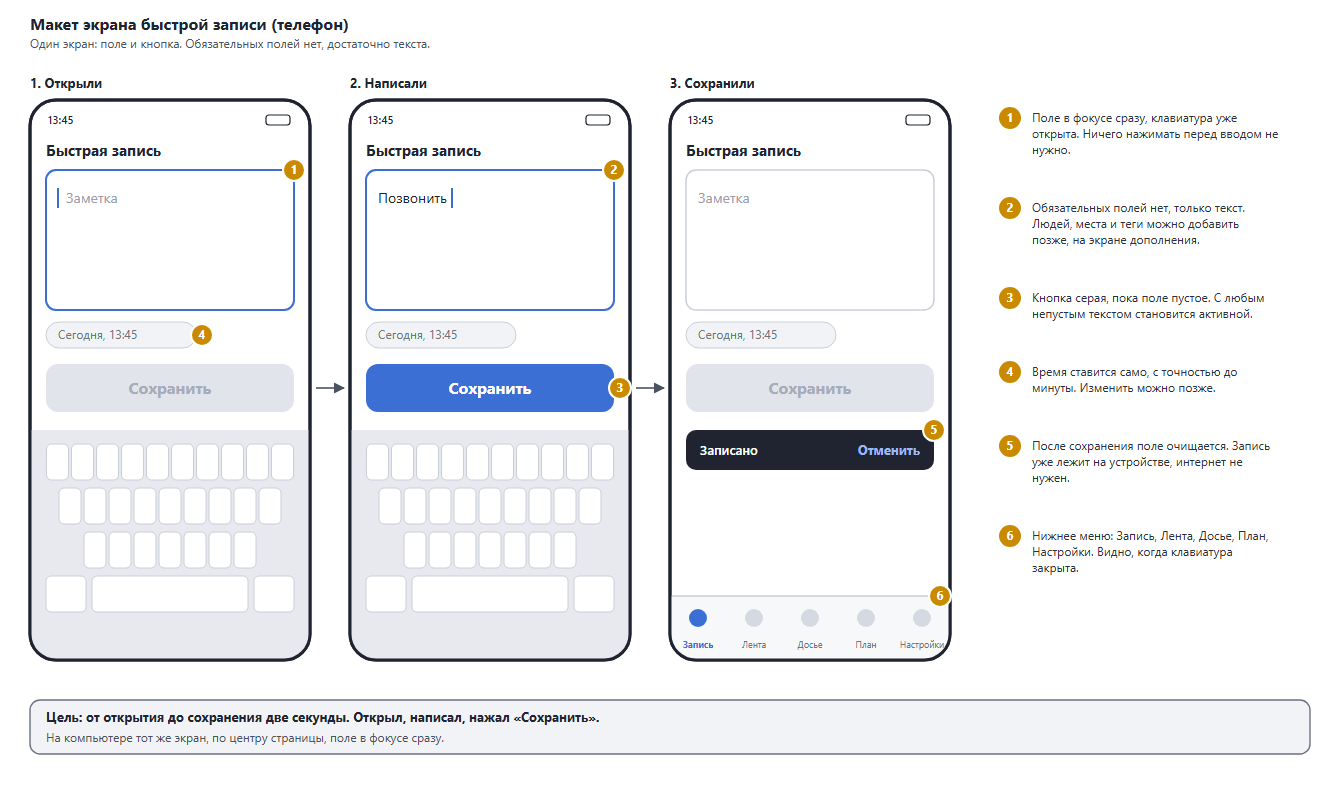 Макет экрана быстрой записи (телефон)
Один экран: поле и кнопка. Обязательных полей нет, достаточно текста.
1. Открыли
13:45
Быстрая запись
1
Заметка
Сегодня, 13:45
4
Сохранить
2. Написали
13:45
Быстрая запись
2
Позвонить
Сегодня, 13:45
Сохранить
3
3. Сохранили
13:45
Быстрая запись
Заметка
Сегодня, 13:45
Сохранить
5
Записано
Отменить
6
Запись
Лента
Досье
План
Настройки
1
Поле в фокусе сразу, клавиатура уже
открыта. Ничего нажимать перед вводом не
нужно.
2
Обязательных полей нет, только текст.
Людей, места и теги можно добавить
позже, на экране дополнения.
3
Кнопка серая, пока поле пустое. С любым
непустым текстом становится активной.
4
Время ставится само, с точностью до
минуты. Изменить можно позже.
5
После сохранения поле очищается. Запись
уже лежит на устройстве, интернет не
нужен.
6
Нижнее меню: Запись, Лента, Досье, План,
Настройки. Видно, когда клавиатура
закрыта.
Цель: от открытия до сохранения две секунды. Открыл, написал, нажал «Сохранить».
На компьютере тот же экран, по центру страницы, поле в фокусе сразу.